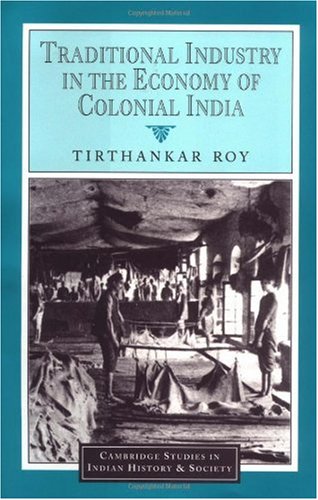 TRADITIONAL INDUSTRY
IN THE ECONOMY OF
COLONIAL INDIA
TIRTHANKAR ROY
CAMBRIDGE STUDIES IN
INDIAN HISTORY & SOCIETY